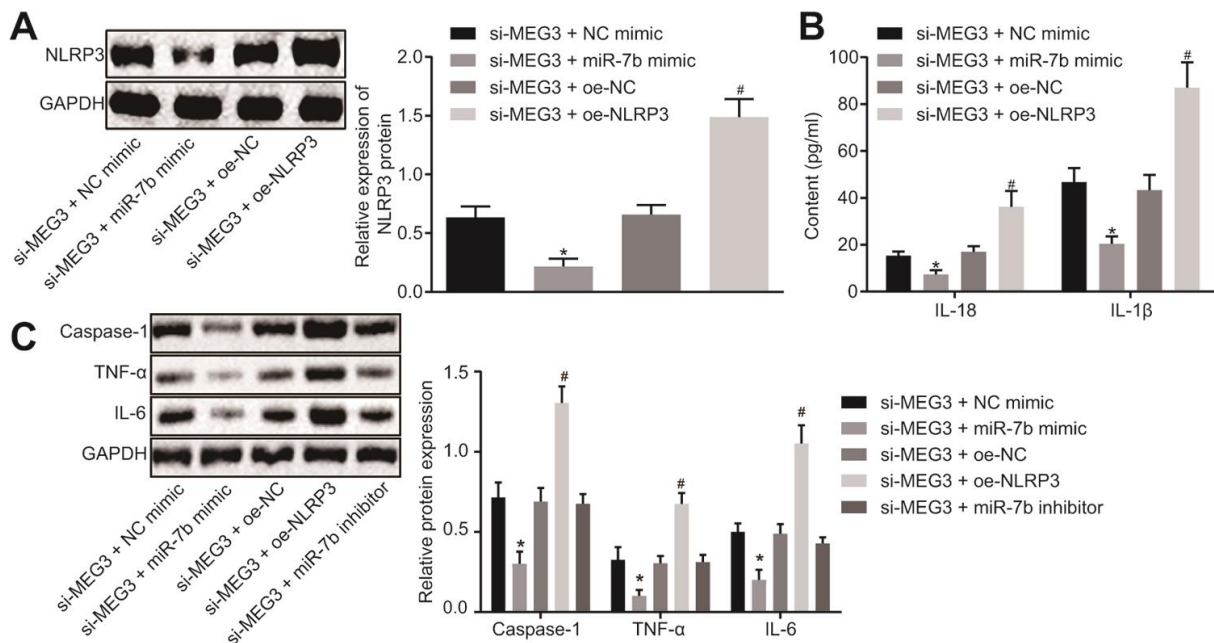 A
NLRP3
GAPDH
si-MEG3 + NC mimic
si-MEG3 + miR-7b mimic
si-MEG3 + oe-NC
si-MEG3 + oe-NLRP3
Relative expression of
NLRP3 protein
2.0
1.5
1.0
0.5
0.0
si-MEG3 + NC mimic
si-MEG3 + miR-7b mimic
si-MEG3 + oe-NC
si-MEG3 + oe-NLRP3
*
#
B
Content (pg/ml)
100
80
60
40
20
0
si-MEG3 + NC mimic
si-MEG3 + miR-7b mimic
si-MEG3 + oe-NC
si-MEG3 + oe-NLRP3
*
#
*
#
IL-18
IL-1β
C
Caspase-1
TNF-α
IL-6
GAPDH
si-MEG3 + NC mimic
si-MEG3 + miR-7b mimic
si-MEG3 + oe-NC
si-MEG3 + oe-NLRP3
si-MEG3 + miR-7b inhibitor
Relative protein expression
1.5
1.0
0.5
0.0
*
#
*
#
*
#
Caspase-1
TNF-α
IL-6
si-MEG3 + NC mimic
si-MEG3 + miR-7b mimic
si-MEG3 + oe-NC
si-MEG3 + oe-NLRP3
si-MEG3 + miR-7b inhibitor